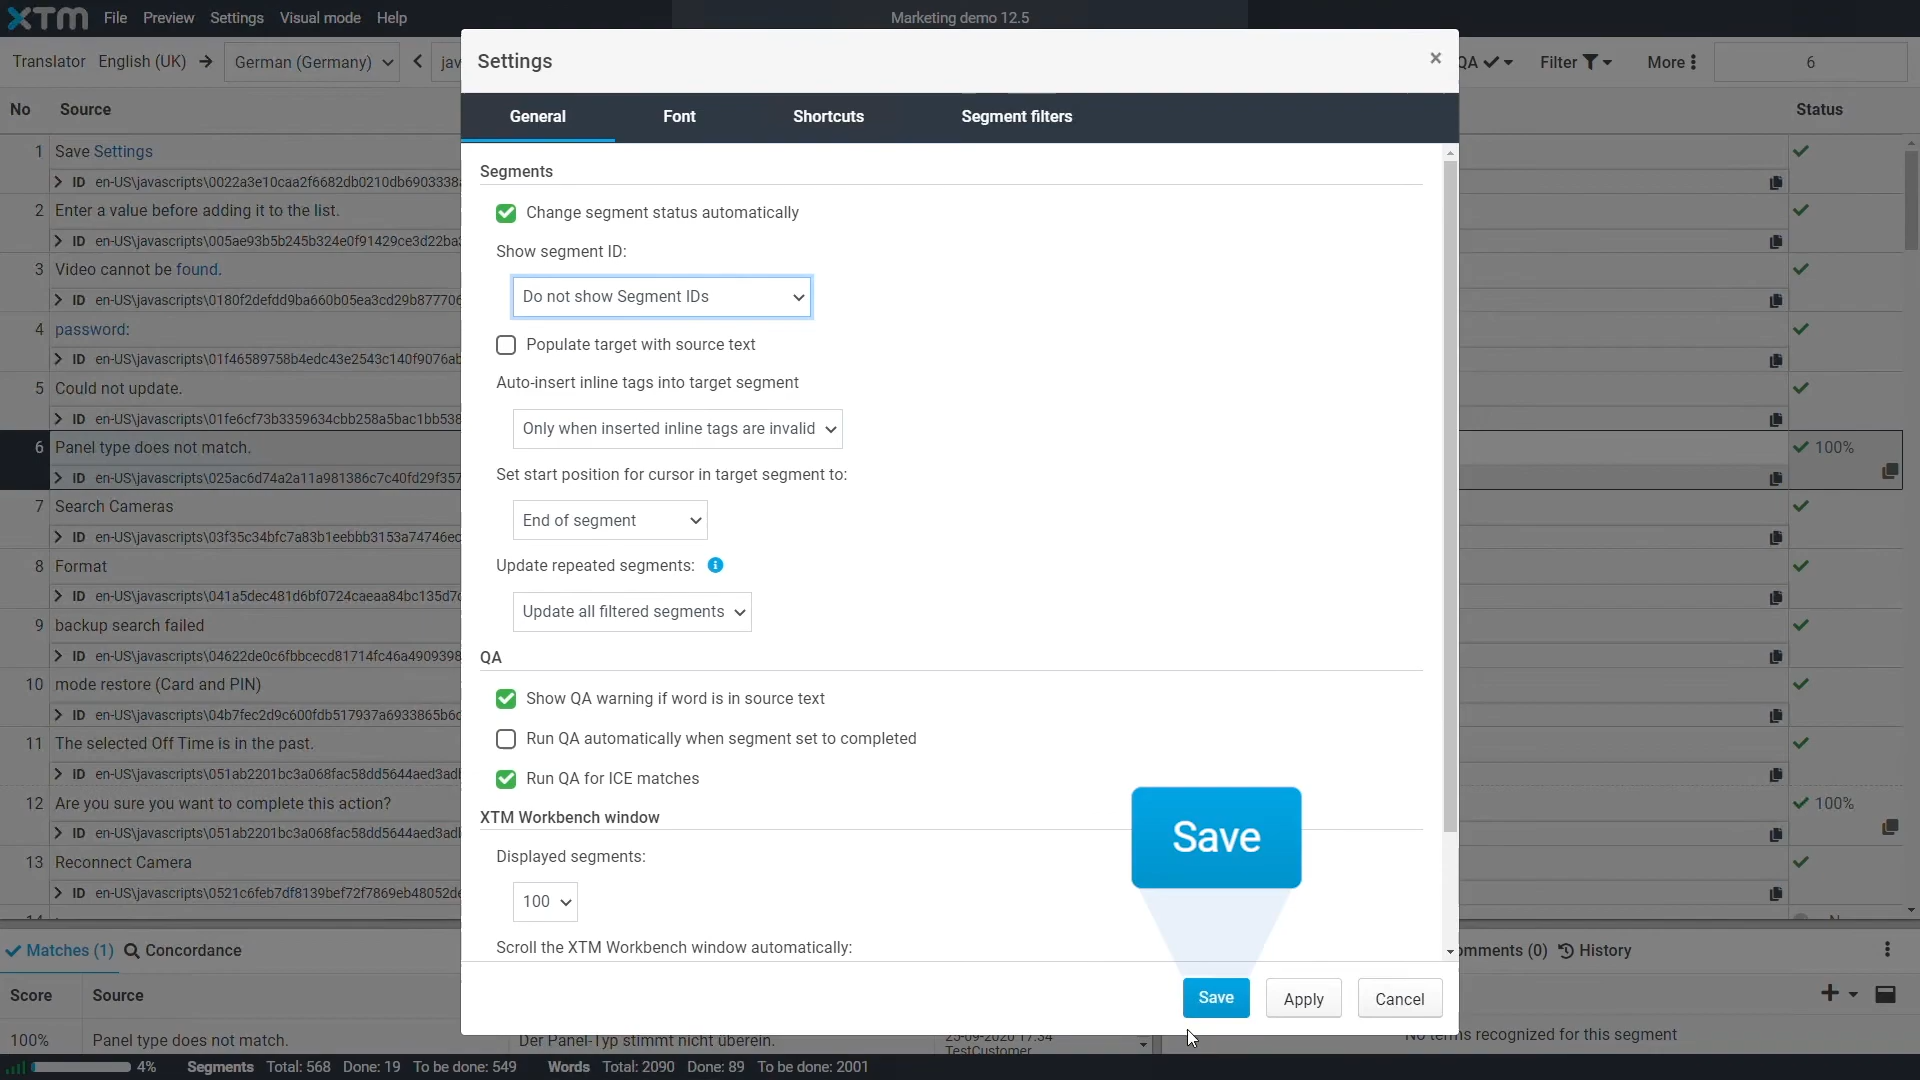 XTM File Preview Settings Visual mode Help
Marketing demo 12.5
Translator English (UK) → German (Germany) jav
QA Filter More 6
Settings ×
General Font Shortcuts Segment filters
No Source Status
1 Save Settings
ID en-US\javascripts\0022a3e10caa2f6682db0210db6903338
2 Enter a value before adding it to the list.
ID en-US\javascripts\005ae93b5b245b324e0f91429ce3d22ba
3 Video cannot be found.
ID en-US\javascripts\0180f2defdd9ba660b05ea3cd29b877706
4 password:
ID en-US\javascripts\01f46589758b4edc43e2543c140f9076ab
5 Could not update.
ID en-US\javascripts\01fe6cf73b3359634cbb258a5bac1bb538
6 Panel type does not match. 100%
ID en-US\javascripts\025ac6d74a2a11a981386c7c40fd29f357
7 Search Cameras
ID en-US\javascripts\03f35c34bfc7a83b1eebbb3153a74746ec
8 Format
ID en-US\javascripts\041a5dec481d6bf0724caeaa84bc135d7
9 backup search failed
ID en-US\javascripts\04622de0c6fbbcecd81714fc46a4909398
10 mode restore (Card and PIN)
ID en-US\javascripts\04b7fec2d9c600fdb517937a6933865b6
11 The selected Off Time is in the past.
ID en-US\javascripts\051ab2201bc3a068fac58dd5644aed3ad
12 Are you sure you want to complete this action? 100%
ID en-US\javascripts\051ab2201bc3a068fac58dd5644aed3ad
13 Reconnect Camera
ID en-US\javascripts\0521c6feb7df8139bef72f7869eb48052d
Segments
Change segment status automatically
Show segment ID:
Do not show Segment IDs
Populate target with source text
Auto-insert inline tags into target segment
Only when inserted inline tags are invalid
Set start position for cursor in target segment to:
End of segment
Update repeated segments:
Update all filtered segments
QA
Show QA warning if word is in source text
Run QA automatically when segment set to completed
Run QA for ICE matches
XTM Workbench window
Displayed segments:
100
Scroll the XTM Workbench window automatically:
Save
Save Apply Cancel
Matches (1) Concordance
omments (0) History
Score Source
100% Panel type does not match. Der Panel-Typ stimmt nicht überein. 25-09-2020 17:34
TestCustomer
No terms recognized for this segment
4% Segments Total: 568 Done: 19 To be done: 549 Words Total: 2090 Done: 89 To be done: 2001